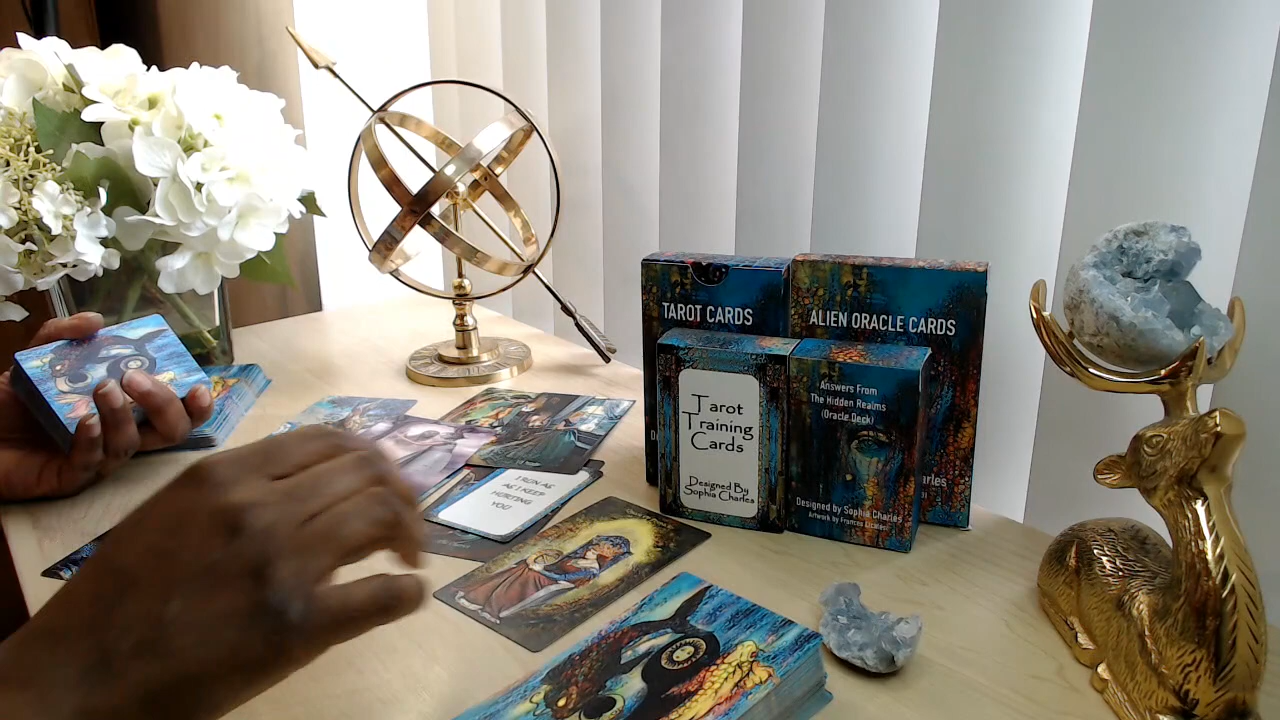 TAROT CARDS
ALIEN ORACLE CARDS
Tarot
Training
Cards
Designed By
Sophia Charles
Answers From
The Hidden Realms
(Oracle Deck)
Designed by Sophia Charles
Artwork by Frances
I RUN AS
AS I KEEP
HURTING
YOU